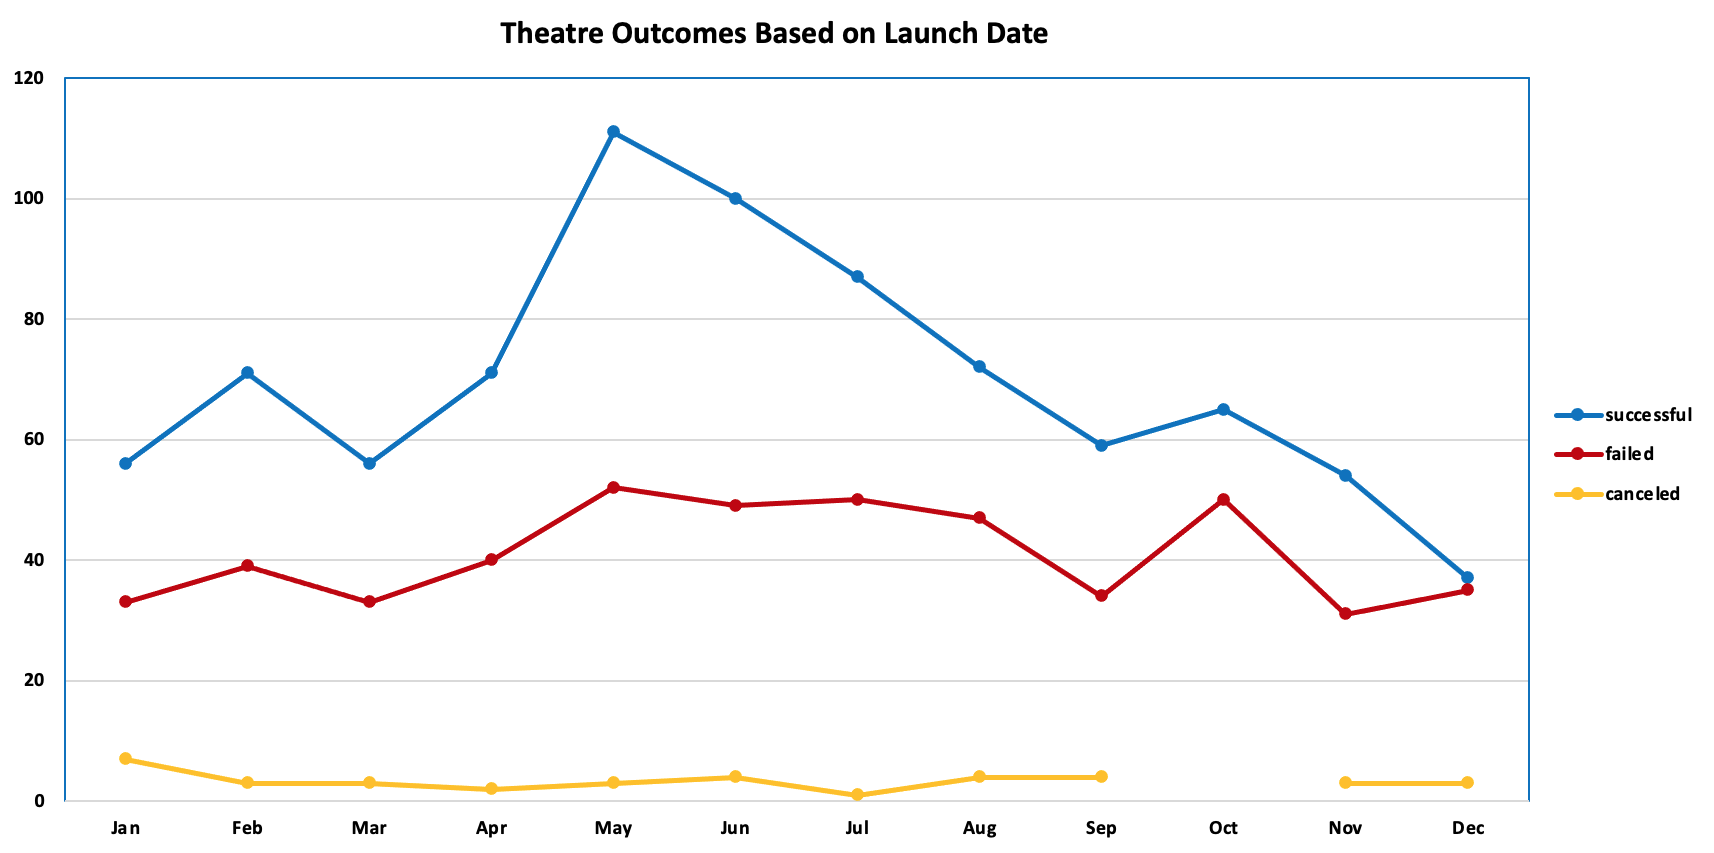 Theatre Outcomes Based on Launch Date
120
100
80
60
40
20
0
Jan Feb Mar Apr May Jun Jul Aug Sep Oct Nov Dec
successful
failed
canceled